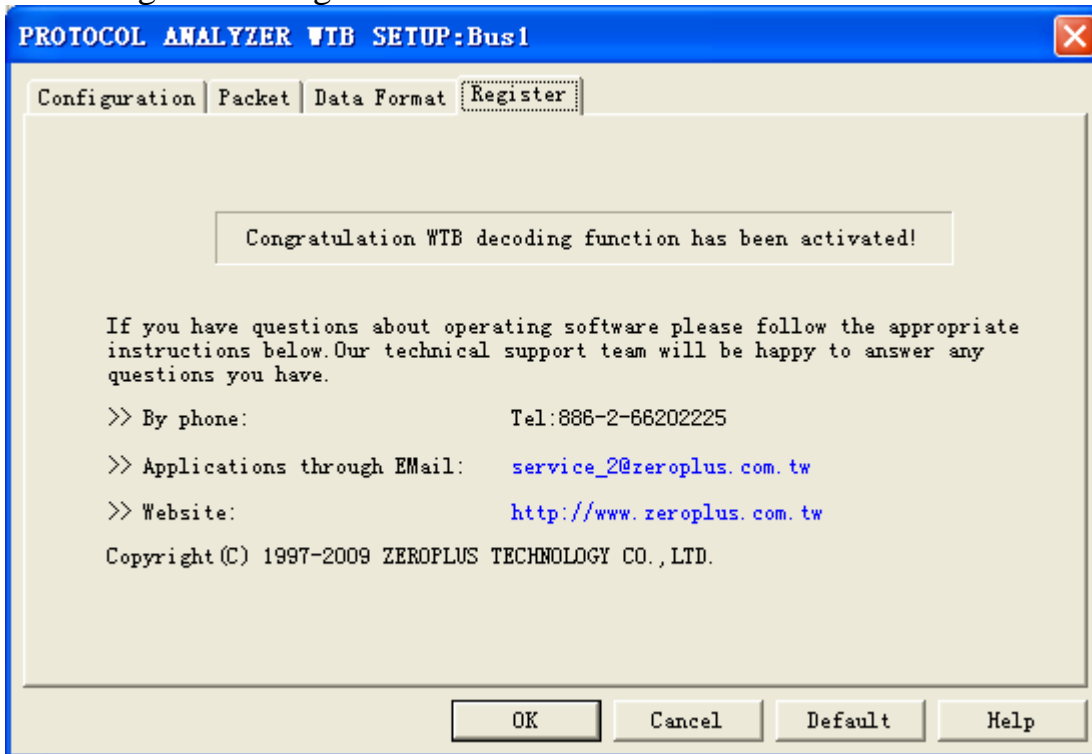 PROTOCOL ANALYZER WTB SETUP:Bus1
Configuration Packet Data Format Register
Congratulation WTB decoding function has been activated!
If you have questions about operating software please follow the appropriate
instructions below.Our technical support team will be happy to answer any
questions you have.
>> By phone: Tel:886-2-66202225
>> Applications through EMail: service_2@zeroplus.com.tw
>> Website: http://www.zeroplus.com.tw
Copyright(C) 1997-2009 ZEROPLUS TECHNOLOGY CO.,LTD.
OK Cancel Default Help